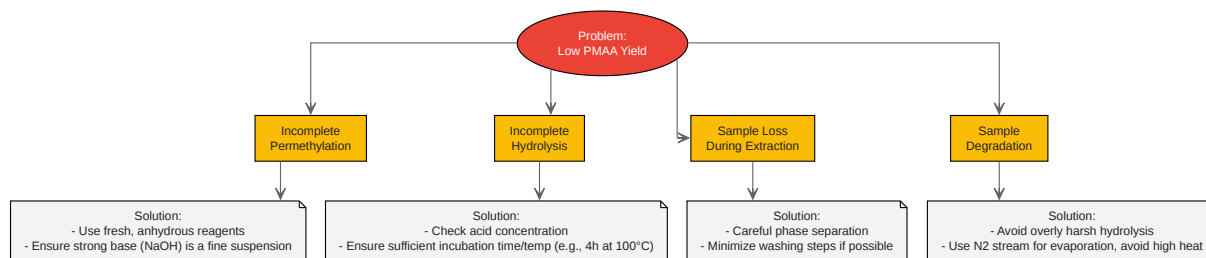 Problem:
Low PMAA Yield
Incomplete
Permethylation
Incomplete
Hydrolysis
Sample Loss
During Extraction
Sample
Degradation
Solution:
- Use fresh, anhydrous reagents
- Ensure strong base (NaOH) is a fine suspension
Solution:
- Check acid concentration
- Ensure sufficient incubation time/temp (e.g., 4h at 100°C)
Solution:
- Careful phase separation
- Minimize washing steps if possible
Solution:
- Avoid overly harsh hydrolysis
- Use N2 stream for evaporation, avoid high heat